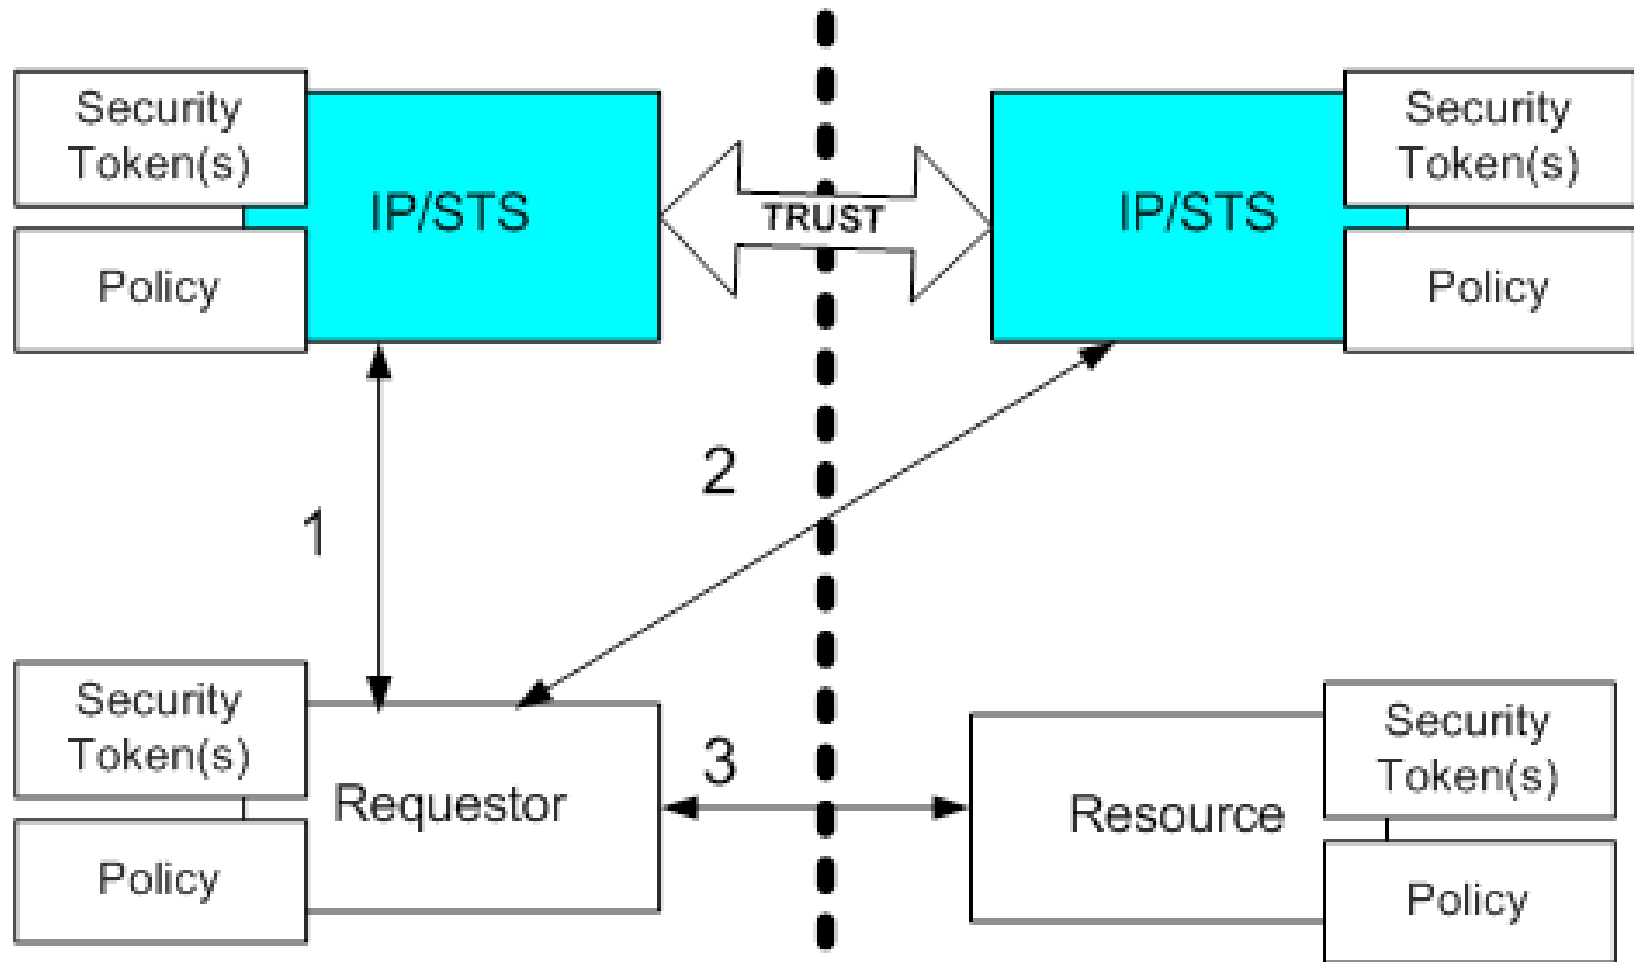 Security
Token(s)
IP/STS
Policy
TRUST
IP/STS
Security
Token(s)
Policy
1
2
Security
Token(s)
Requestor
Policy
3
Resource
Security
Token(s)
Policy